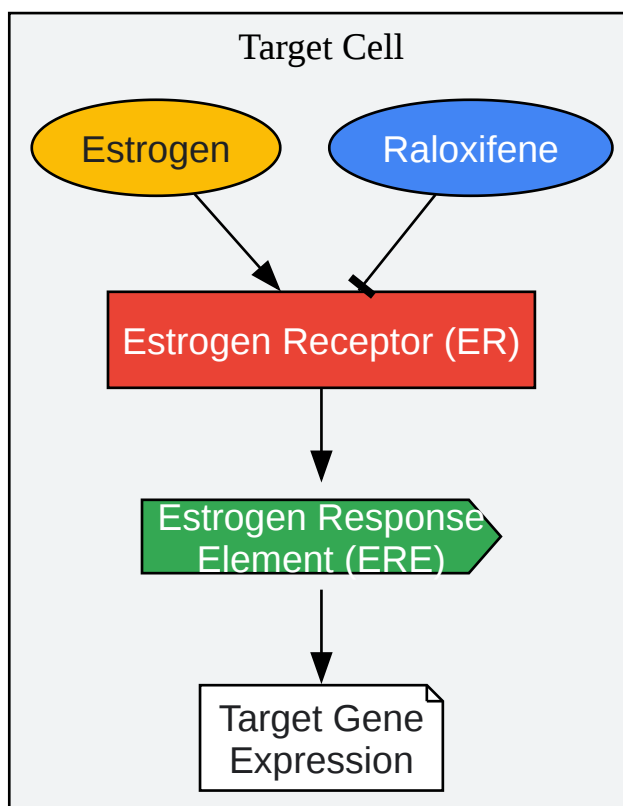 Target Cell
Estrogen
Raloxifene
Estrogen Receptor (ER)
Estrogen Response
Element (ERE)
Target Gene
Expression